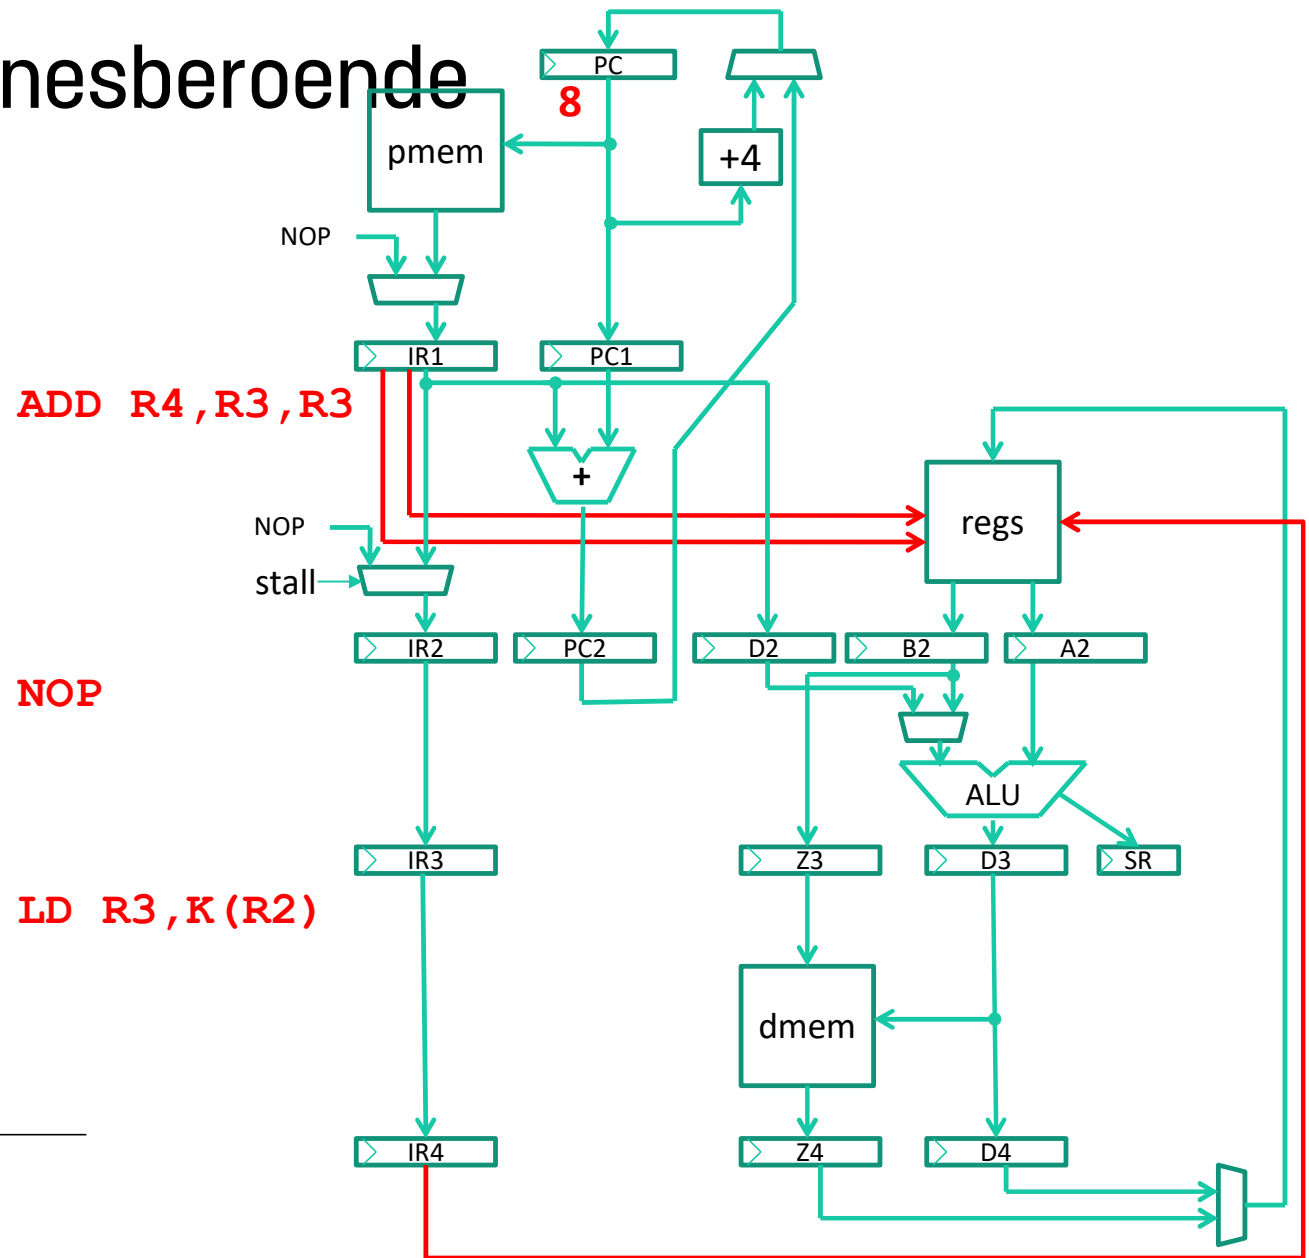 nesberoende
PC
8
pmem
+4
NOP
IR1
PC1
ADD R4,R3,R3
+
NOP
regs
stall
IR2
PC2
D2
B2
A2
NOP
ALU
IR3
Z3
D3
SR
LD R3,K(R2)
dmem
IR4
Z4
D4